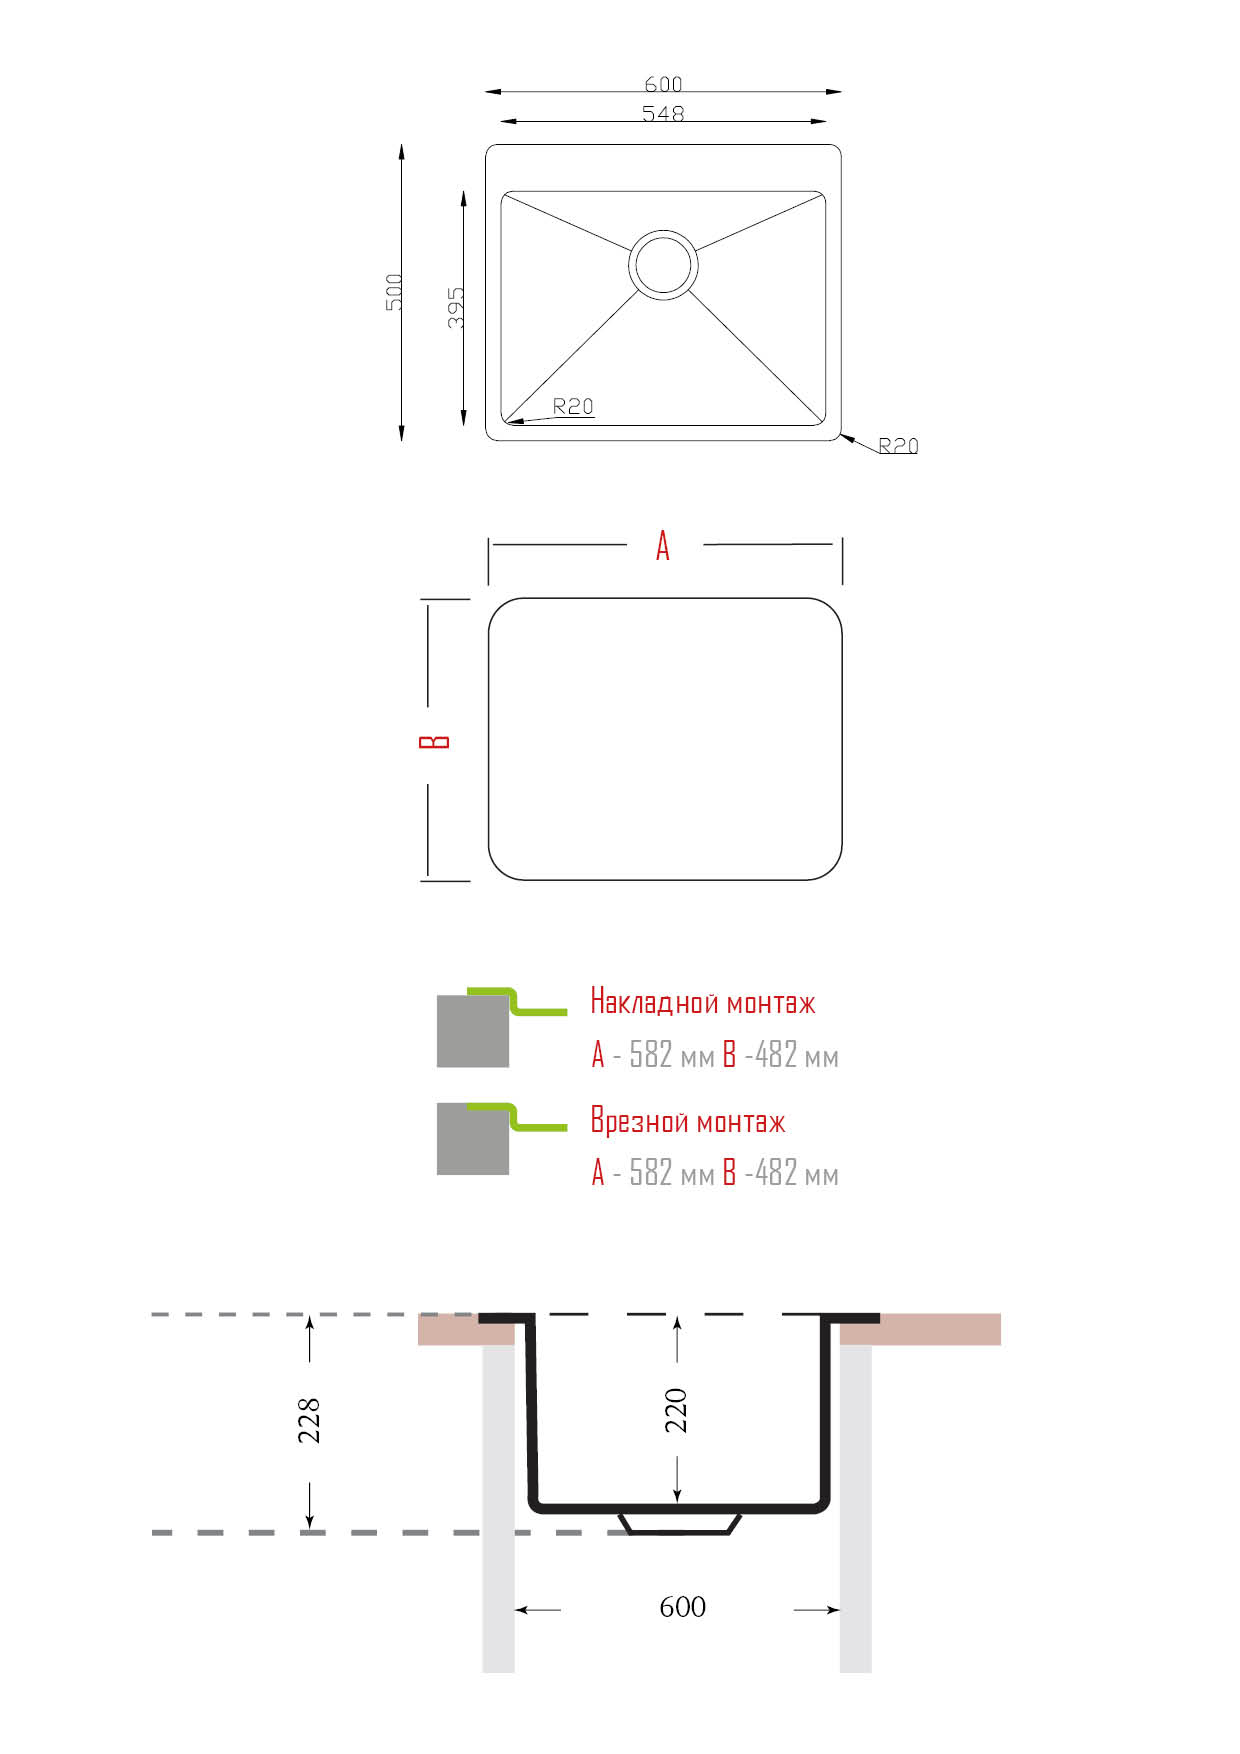 600
548
500
395
R20
R20
A
B
Накладной монтаж
A - 582 мм B -482 мм
Врезной монтаж
A - 582 мм B -482 мм
228
220
600